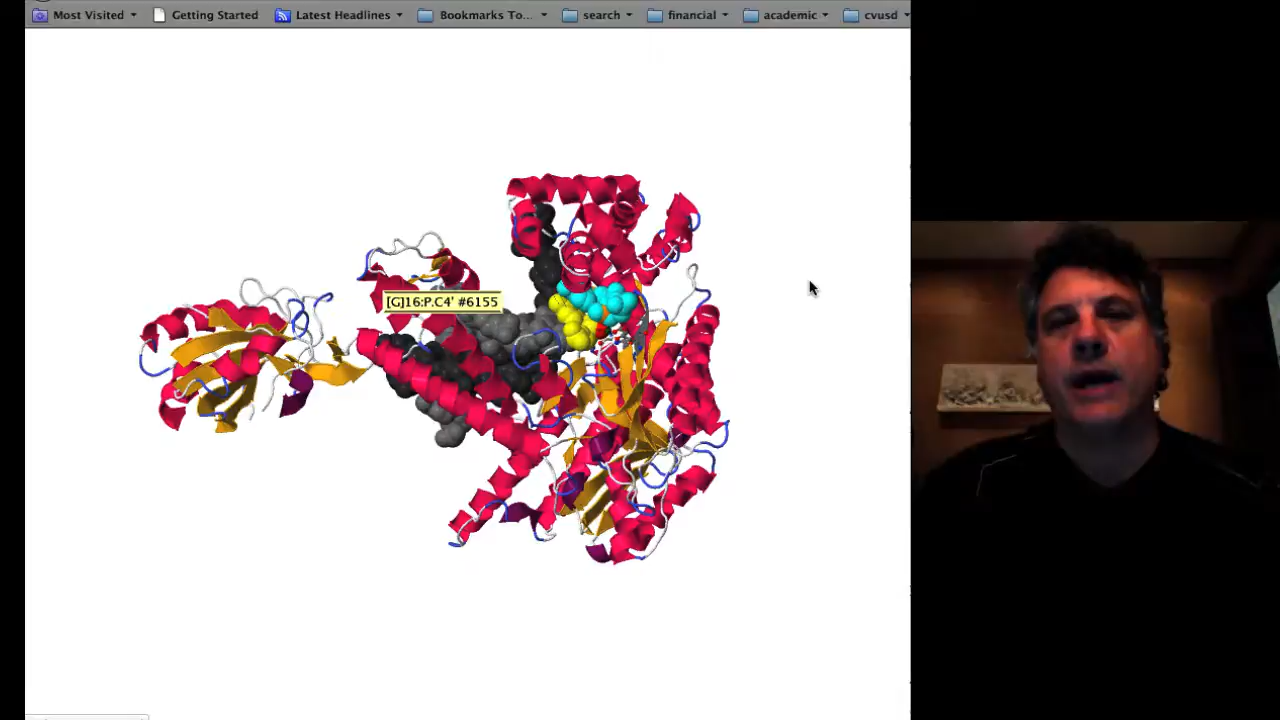 Most Visited Getting Started Latest Headlines Bookmarks To... search financial academic cvusd
[G]16:P.C4' #6155